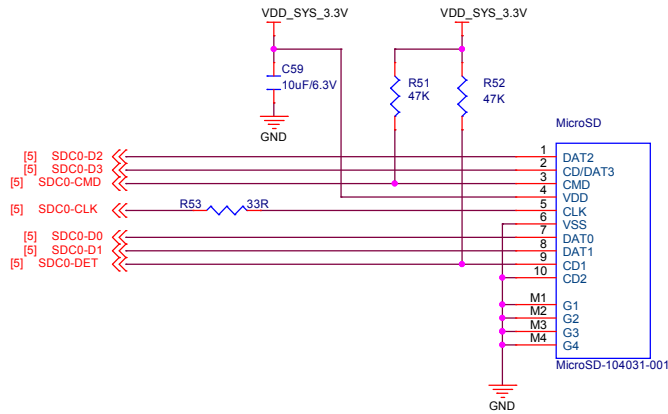 VDD_SYS_3.3V VDD_SYS_3.3V
C59
10uF/6.3V
GND
R51
47K
R52
47K
MicroSD
[5] SDC0-D2 1 DAT2
[5] SDC0-D3 2 CD/DAT3
[5] SDC0-CMD 3 CMD
4 VDD
[5] SDC0-CLK R53 33R 5 CLK
6 VSS
[5] SDC0-D0 7 DAT0
[5] SDC0-D1 8 DAT1
[5] SDC0-DET 9 CD1
10 CD2
M1 G1
M2 G2
M3 G3
M4 G4
MicroSD-104031-001
GND